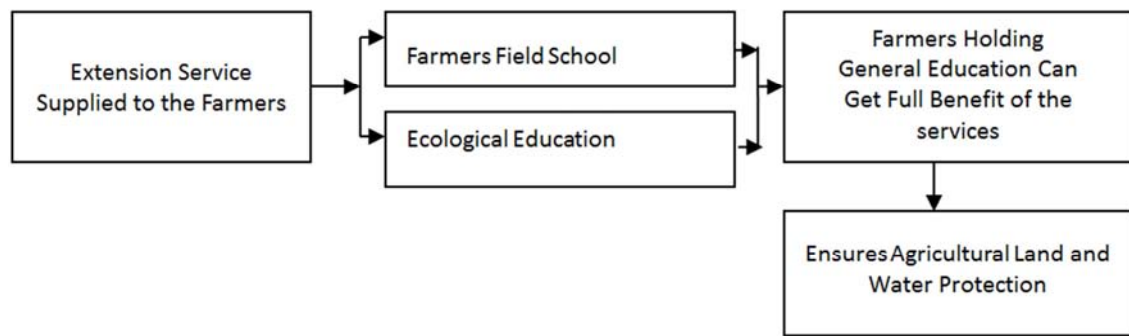 Extension Service
Supplied to the Farmers
Farmers Field School
Ecological Education
Farmers Holding
General Education Can
Get Full Benefit of the
services
Ensures Agricultural Land and
Water Protection